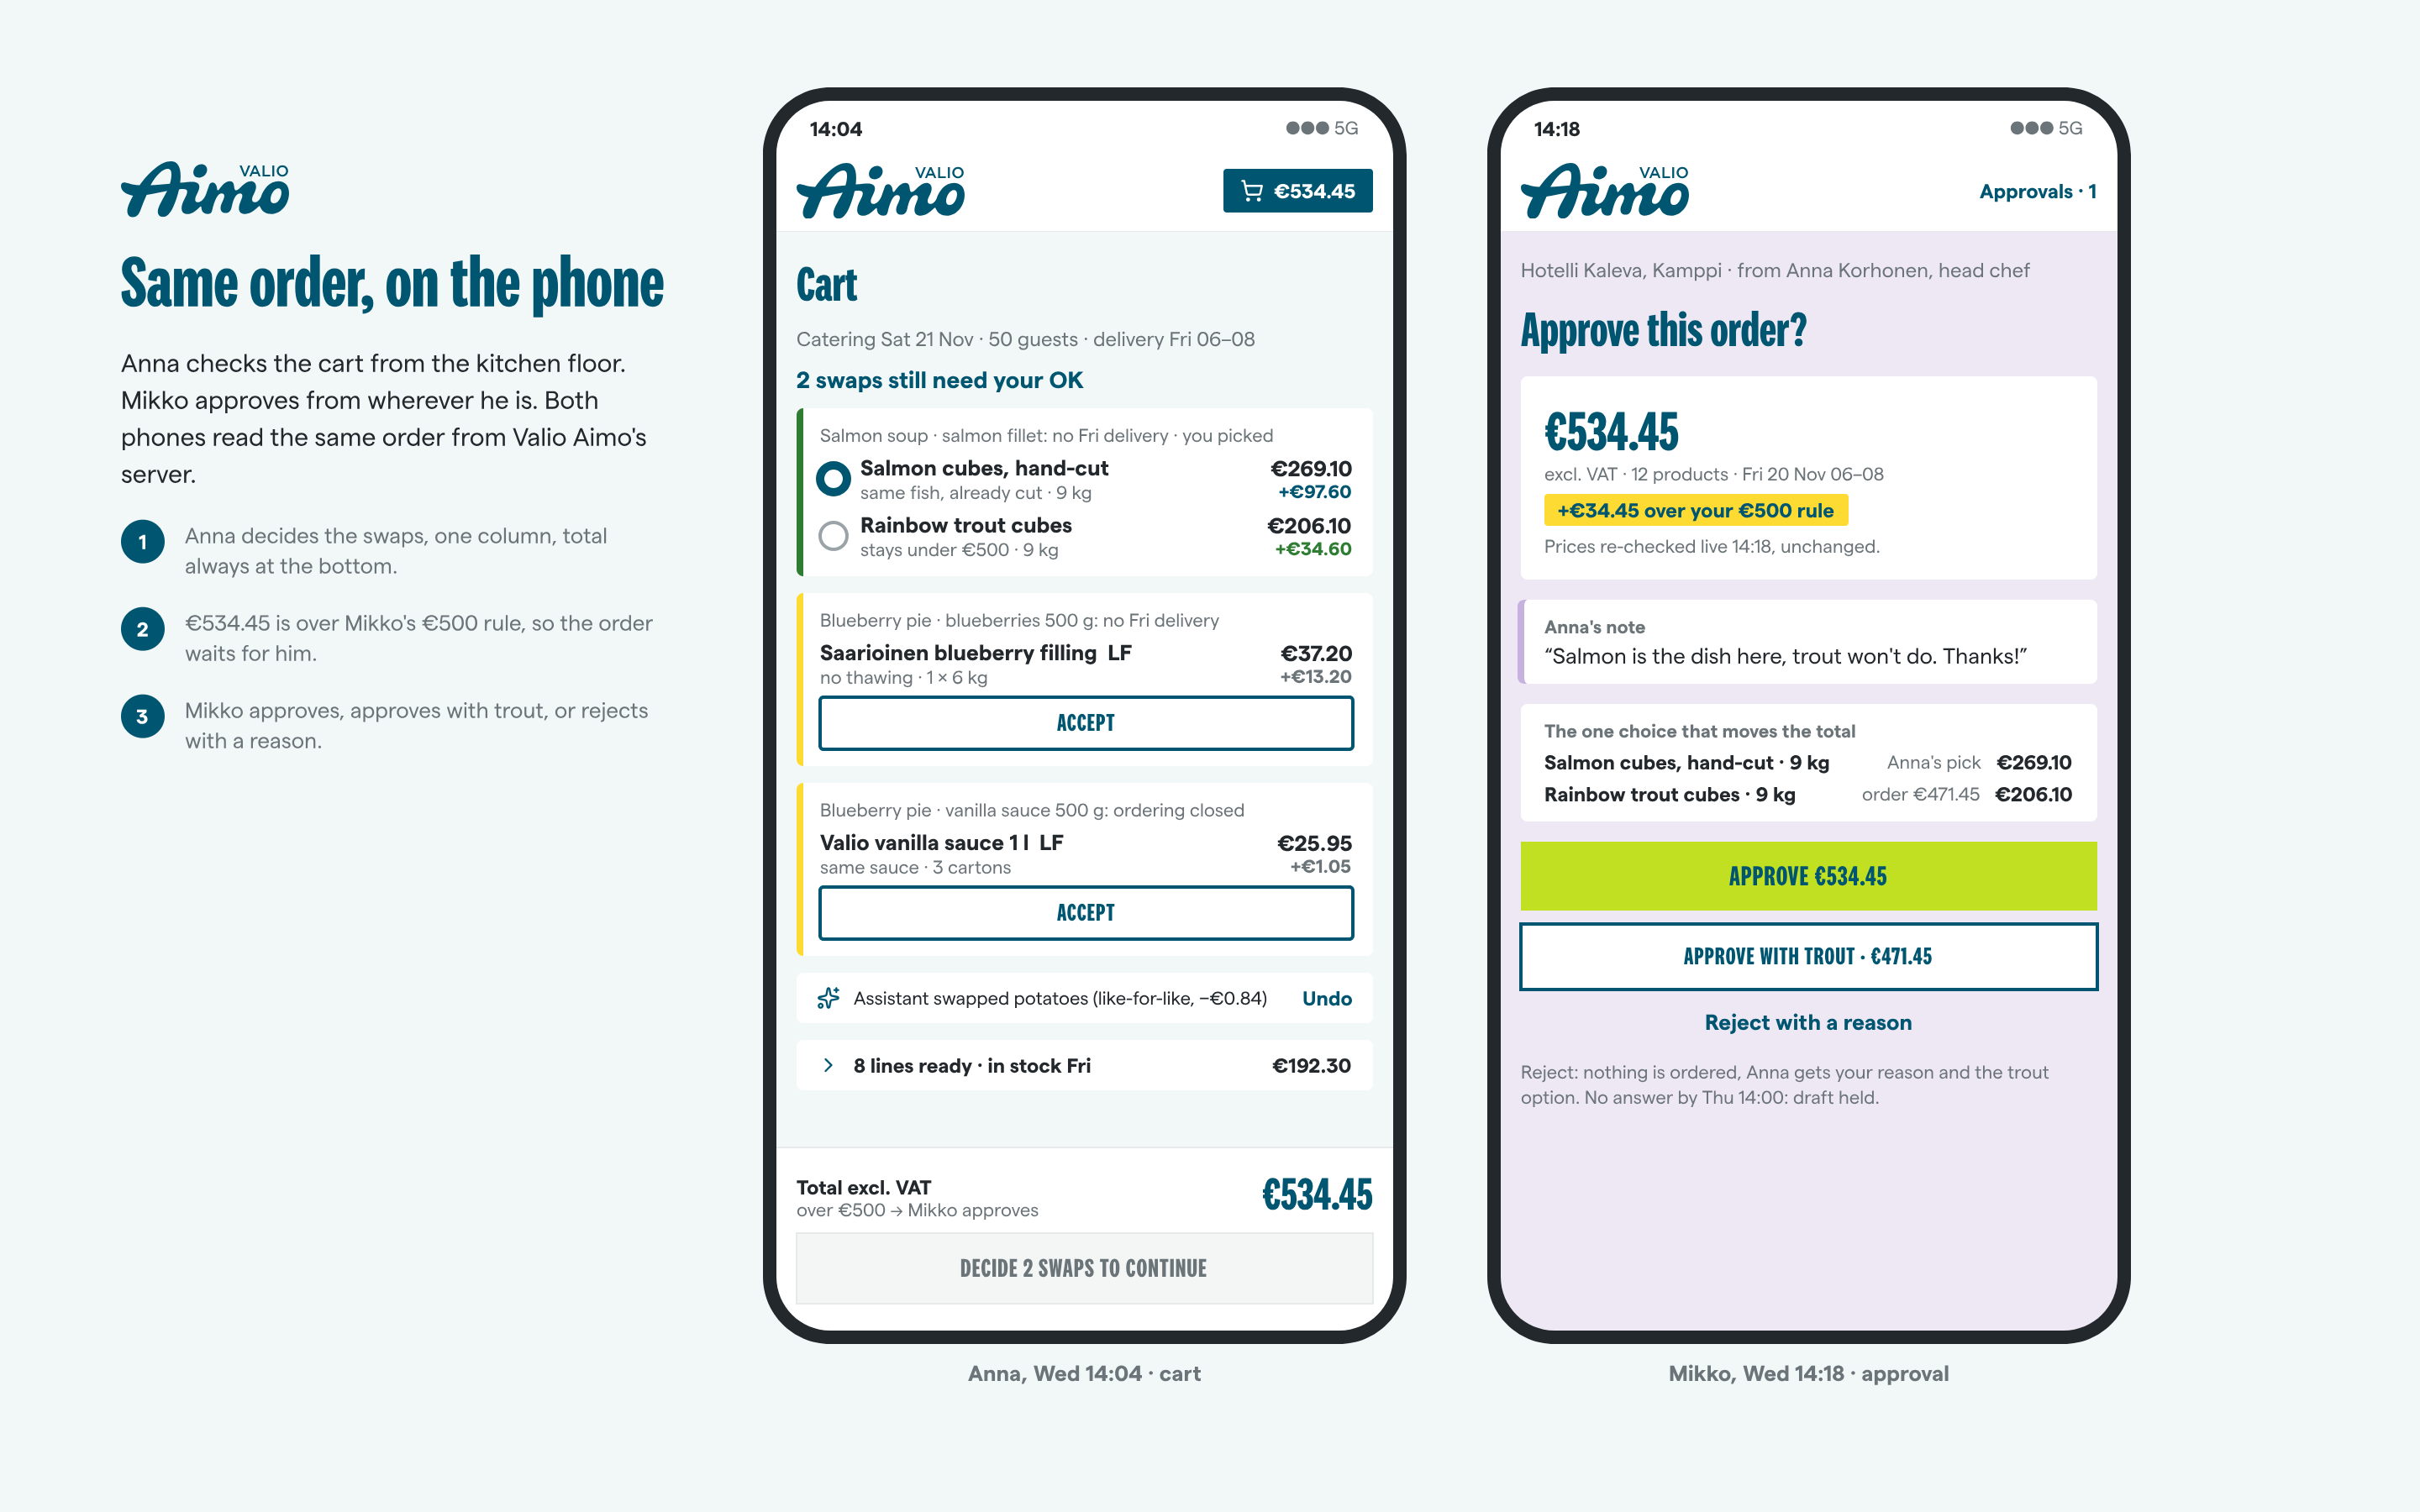 VALIO
Aimo
Same order, on the phone
Anna checks the cart from the kitchen floor.
Mikko approves from wherever he is. Both
phones read the same order from Valio Aimo's
server.
1
Anna decides the swaps, one column, total
always at the bottom.
2
€534.45 is over Mikko's €500 rule, so the order
waits for him.
3
Mikko approves, approves with trout, or rejects
with a reason.
14:04
5G
VALIO
Aimo
€534.45
Cart
Catering Sat 21 Nov · 50 guests · delivery Fri 06–08
2 swaps still need your OK
Salmon soup · salmon fillet: no Fri delivery · you picked
Salmon cubes, hand-cut €269.10
same fish, already cut · 9 kg +€97.60
Rainbow trout cubes €206.10
stays under €500 · 9 kg +€34.60
Blueberry pie · blueberries 500 g: no Fri delivery
Saarioinen blueberry filling LF €37.20
no thawing · 1 × 6 kg +€13.20
ACCEPT
Blueberry pie · vanilla sauce 500 g: ordering closed
Valio vanilla sauce 1 l LF €25.95
same sauce · 3 cartons +€1.05
ACCEPT
Assistant swapped potatoes (like-for-like, −€0.84) Undo
8 lines ready · in stock Fri €192.30
Total excl. VAT €534.45
over €500 → Mikko approves
DECIDE 2 SWAPS TO CONTINUE
Anna, Wed 14:04 · cart
14:18
5G
VALIO
Aimo
Approvals · 1
Hotelli Kaleva, Kamppi · from Anna Korhonen, head chef
Approve this order?
€534.45
excl. VAT · 12 products · Fri 20 Nov 06–08
+€34.45 over your €500 rule
Prices re-checked live 14:18, unchanged.
Anna's note
“Salmon is the dish here, trout won't do. Thanks!”
The one choice that moves the total
Salmon cubes, hand-cut · 9 kg Anna's pick €269.10
Rainbow trout cubes · 9 kg order €471.45 €206.10
APPROVE €534.45
APPROVE WITH TROUT · €471.45
Reject with a reason
Reject: nothing is ordered, Anna gets your reason and the trout
option. No answer by Thu 14:00: draft held.
Mikko, Wed 14:18 · approval